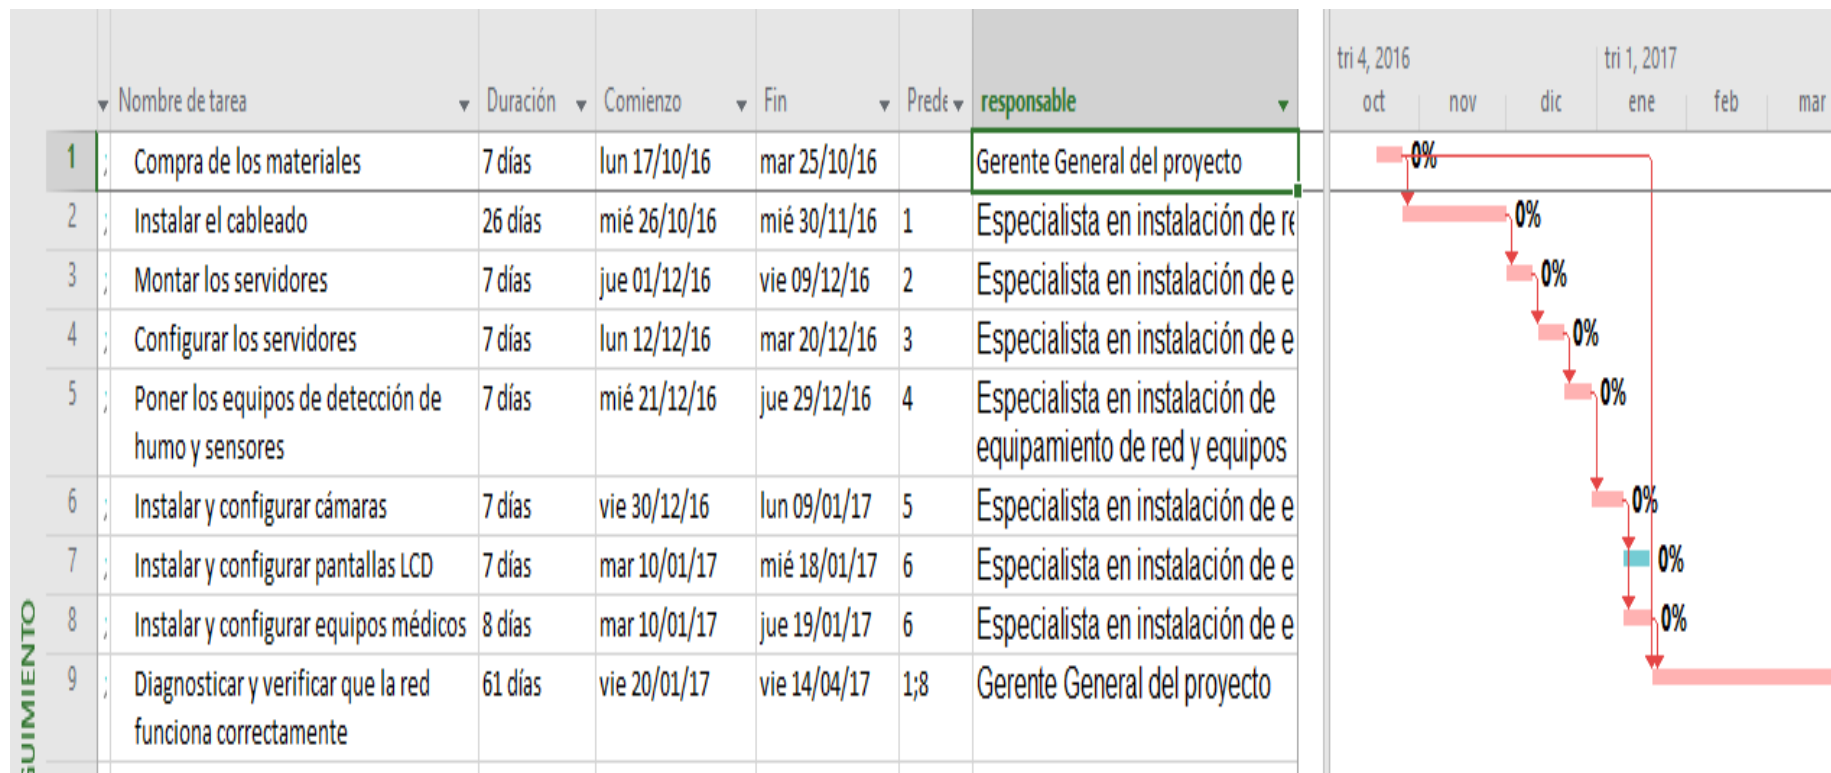 tri 4, 2016 tri 1, 2017
Nombre de tarea Duración Comienzo Fin Prede responsable oct nov dic ene feb mar
1 Compra de los materiales 7 días lun 17/10/16 mar 25/10/16 Gerente General del proyecto 0%
2 Instalar el cableado 26 días mié 26/10/16 mié 30/11/16 1 Especialista en instalación de re 0%
3 Montar los servidores 7 días jue 01/12/16 vie 09/12/16 2 Especialista en instalación de e 0%
4 Configurar los servidores 7 días lun 12/12/16 mar 20/12/16 3 Especialista en instalación de e 0%
5 Poner los equipos de detección de 7 días mié 21/12/16 jue 29/12/16 4 Especialista en instalación de 0%
humo y sensores equipamiento de red y equipos
6 Instalar y configurar cámaras 7 días vie 30/12/16 lun 09/01/17 5 Especialista en instalación de e 0%
7 Instalar y configurar pantallas LCD 7 días mar 10/01/17 mié 18/01/17 6 Especialista en instalación de e 0%
8 Instalar y configurar equipos médicos 8 días mar 10/01/17 jue 19/01/17 6 Especialista en instalación de e 0%
9 Diagnosticar y verificar que la red 61 días vie 20/01/17 vie 14/04/17 1;8 Gerente General del proyecto
funciona correctamente
GUIMIENTO